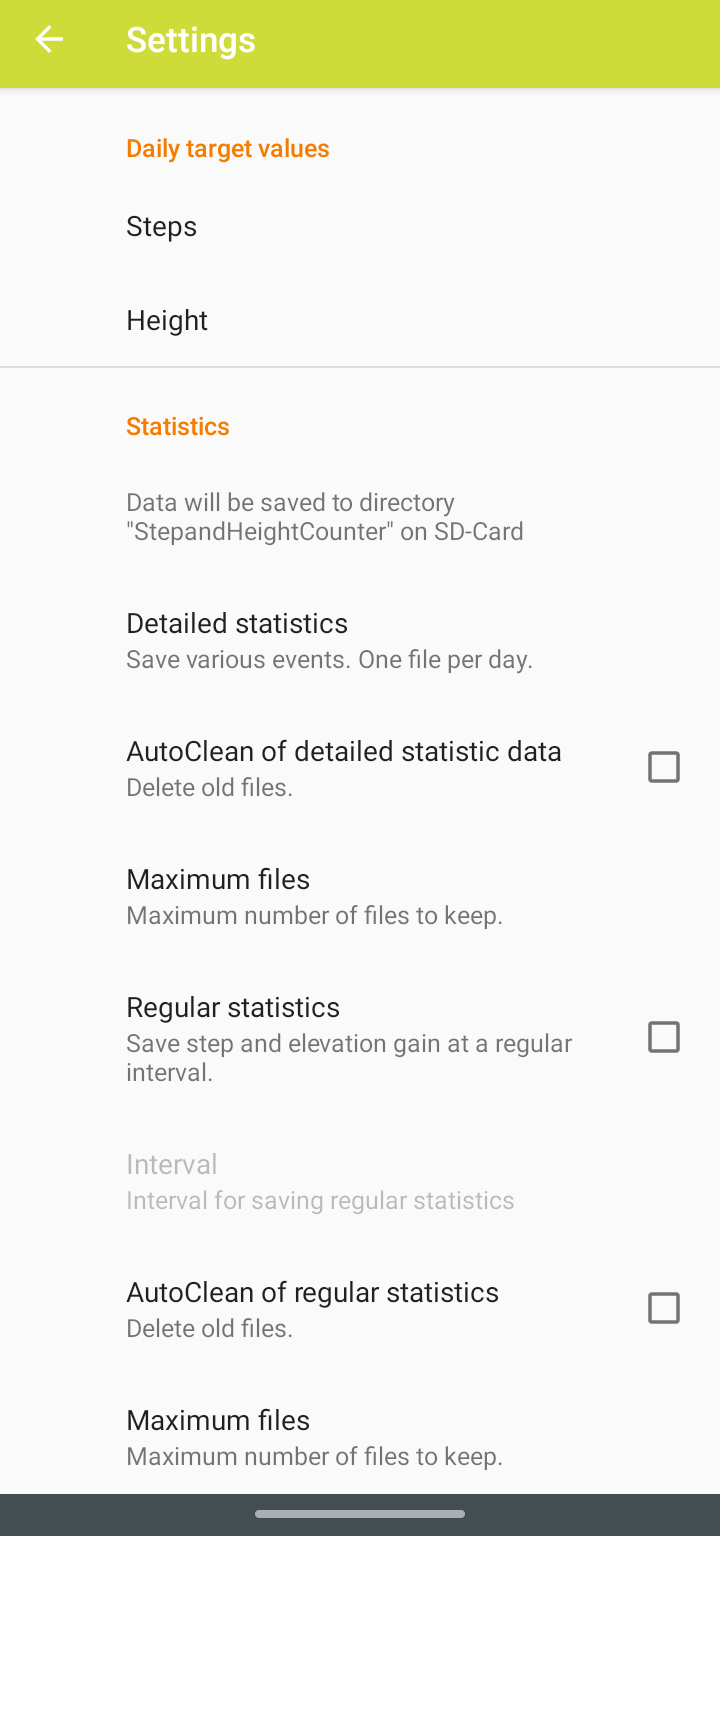 Settings
Daily target values
Steps
Height
Statistics
Data will be saved to directory
"StepandHeightCounter" on SD-Card
Detailed statistics
Save various events. One file per day.
AutoClean of detailed statistic data
Delete old files.
Maximum files
Maximum number of files to keep.
Regular statistics
Save step and elevation gain at a regular
interval.
Interval
Interval for saving regular statistics
AutoClean of regular statistics
Delete old files.
Maximum files
Maximum number of files to keep.